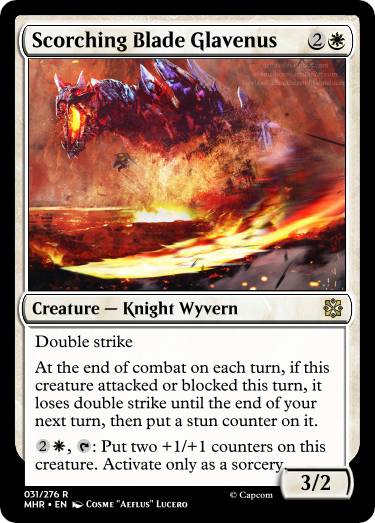 Scorching Blade Glavenus 2
Creature — Knight Wyvern
Double strike
At the end of combat on each turn, if this
creature attacked or blocked this turn, it
loses double strike until the end of your
next turn, then put a stun counter on it.
2, : Put two +1/+1 counters on this
creature. Activate only as a sorcery.
3/2
031/276 R
MHR • EN Cosme "Aeflus" Lucero
© Capcom